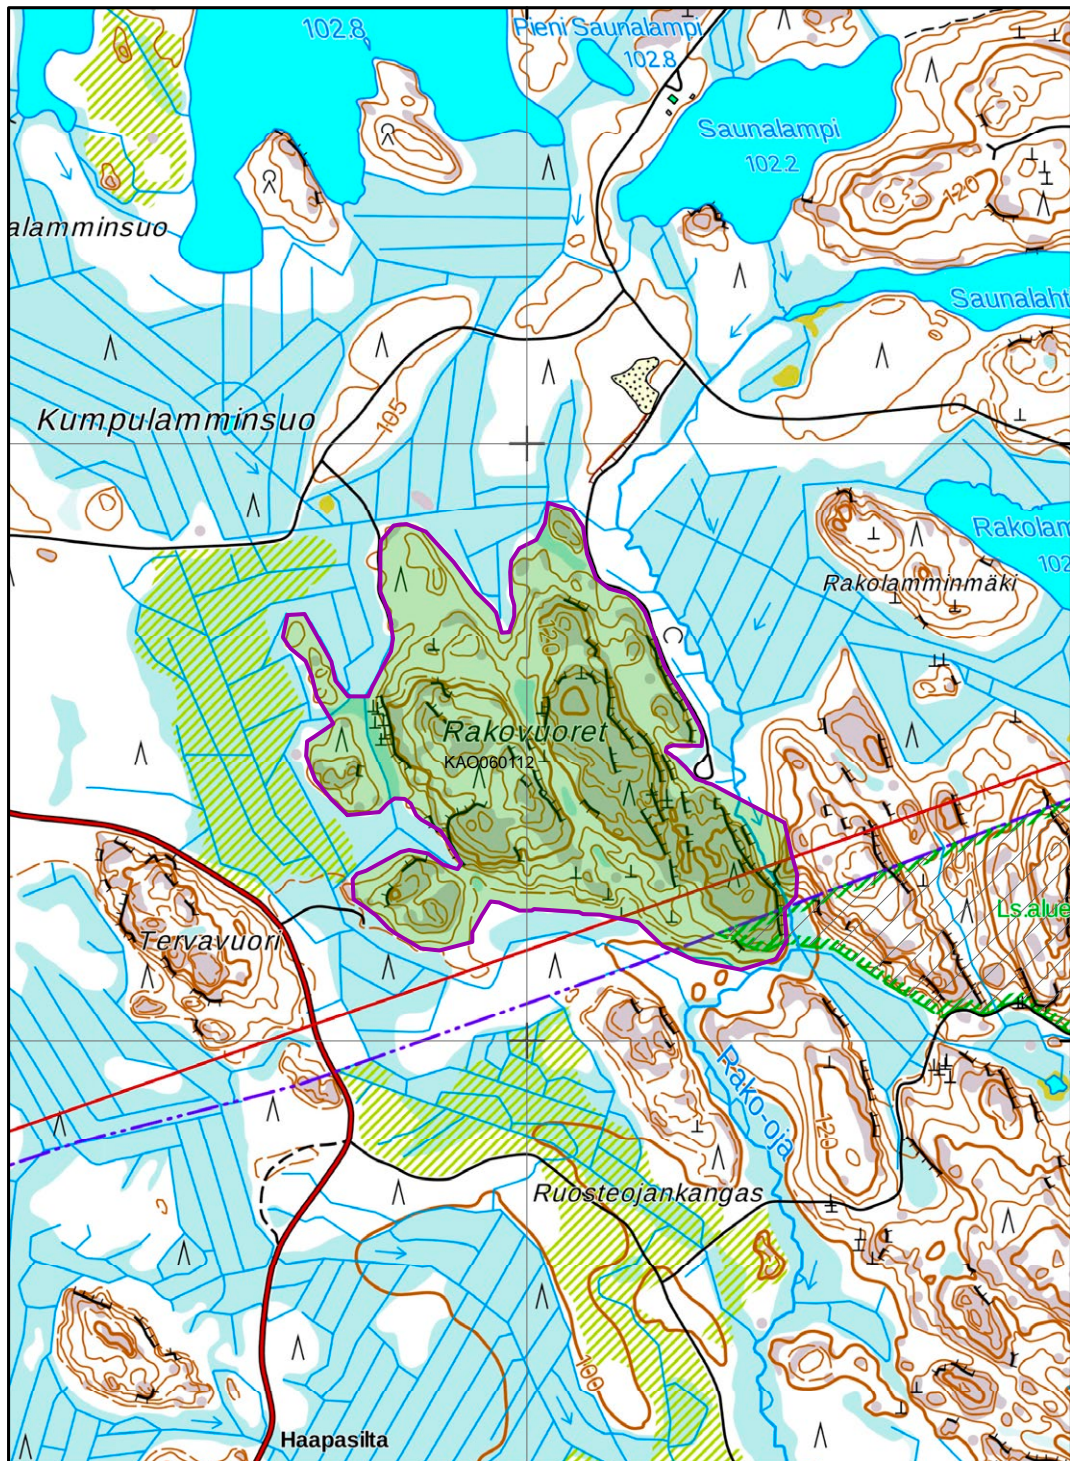 102.8
Pieni Saunalampi
102.8
Saunalampi
102.2
120
alamminsuo
Saunalaht
105
Kumpulamminsuo
Rakolam
102
Rakolamminmäki
120
Rakovuoret
KAO060112
Ls.alue
Tervavuori
Rako-oja
120
Ruosteojankangas
100
Haapasilta